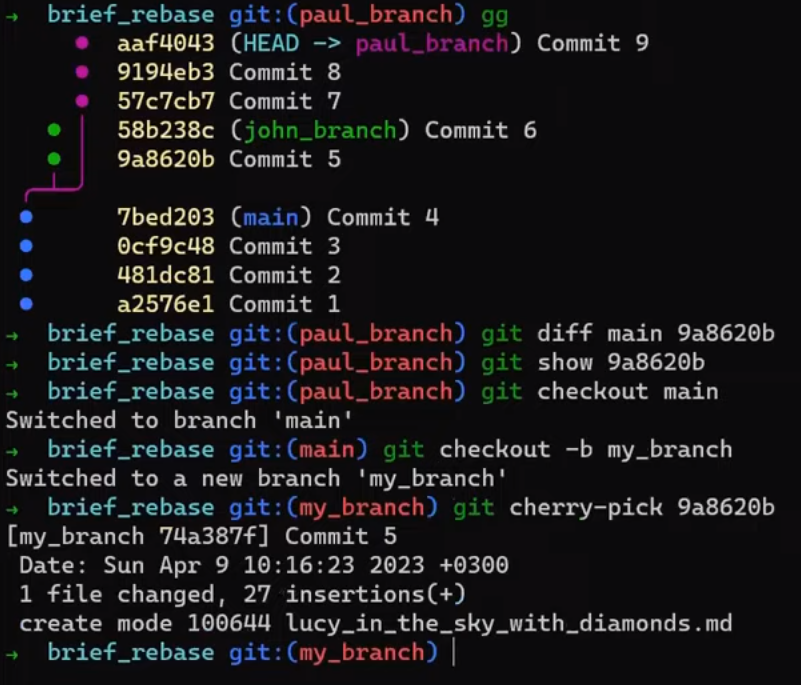 → brief_rebase git:(paul_branch) gg
aaf4043 (HEAD -> paul_branch) Commit 9
9194eb3 Commit 8
57c7cb7 Commit 7
58b238c (john_branch) Commit 6
9a8620b Commit 5
7bed203 (main) Commit 4
0cf9c48 Commit 3
481dc81 Commit 2
a2576e1 Commit 1
→ brief_rebase git:(paul_branch) git diff main 9a8620b
→ brief_rebase git:(paul_branch) git show 9a8620b
→ brief_rebase git:(paul_branch) git checkout main
Switched to branch 'main'
→ brief_rebase git:(main) git checkout -b my_branch
Switched to a new branch 'my_branch'
→ brief_rebase git:(my_branch) git cherry-pick 9a8620b
[my_branch 74a387f] Commit 5
Date: Sun Apr 9 10:16:23 2023 +0300
1 file changed, 27 insertions(+)
create mode 100644 lucy_in_the_sky_with_diamonds.md
→ brief_rebase git:(my_branch)